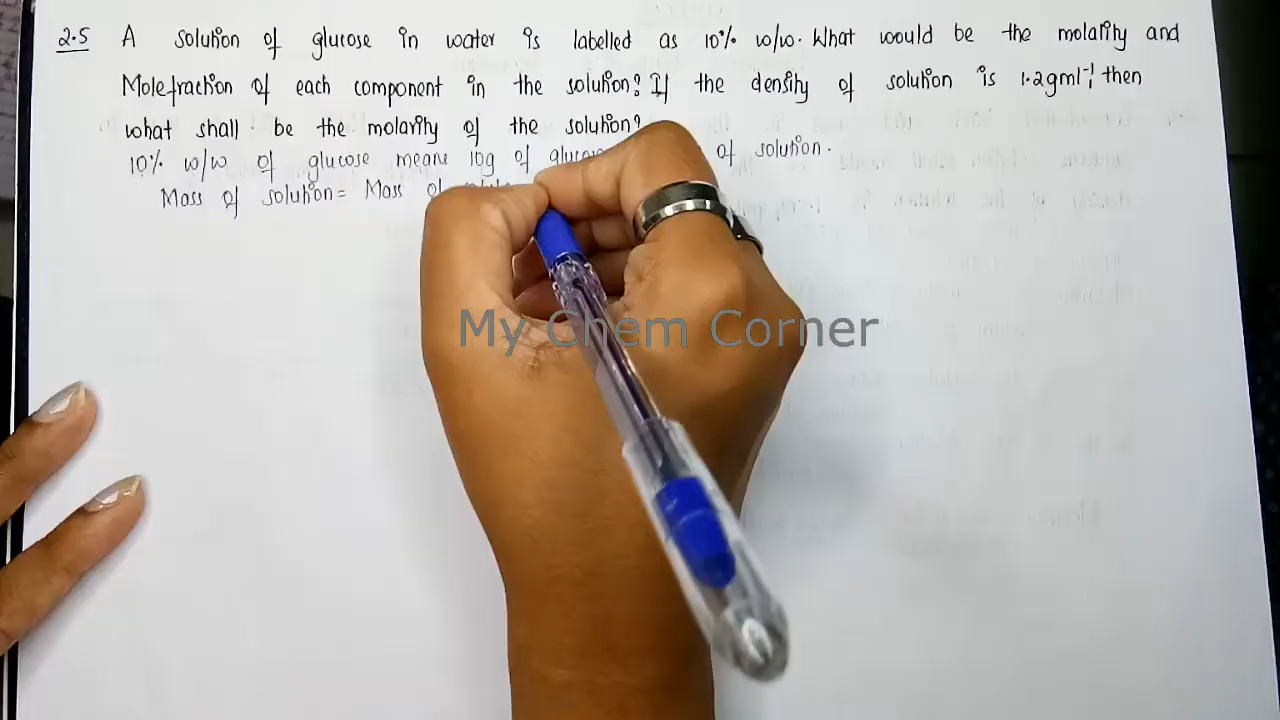 2.5 A solution of glucose in water is labelled as 10% w/w. What would be the molality and
Molefraction of each component in the solution? If the density of solution is 1.2gml⁻¹, then
what shall be the molarity of the solution?
10% w/w of glucose means 10g of of solution.
Mass of solution = Mass of
My Chem Corner